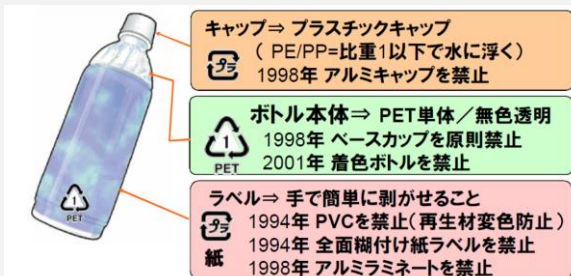 キャップ⇒ プラスチックキャップ
( PE/PP=比重1以下で水に浮く)
プラ
1998年 アルミキャップを禁止
ボトル本体⇒ PET単体／無色透明
1
PET
1998年 ベースカップを原則禁止
2001年 着色ボトルを禁止
1
PET
ラベル⇒ 手で簡単に剥がせること
プラ
紙
1994年 PVCを禁止(再生材変色防止)
1994年 全面糊付け紙ラベルを禁止
1998年 アルミラミネートを禁止